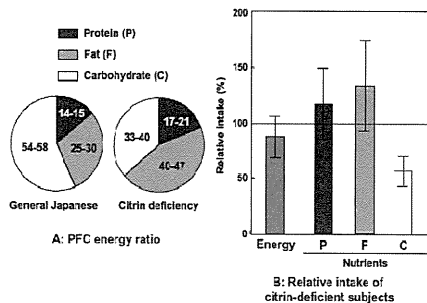 Protein (P)
Fat (F)
Carbohydrate (C)
14-15
54-58
25-30
General Japanese
17-21
33-40
40-47
Citrin deficiency
A: PFC energy ratio
Relative intake (%)
200
150
100
50
0
Energy
P
F
C
Nutrients
B: Relative intake of
citrin-deficient subjects